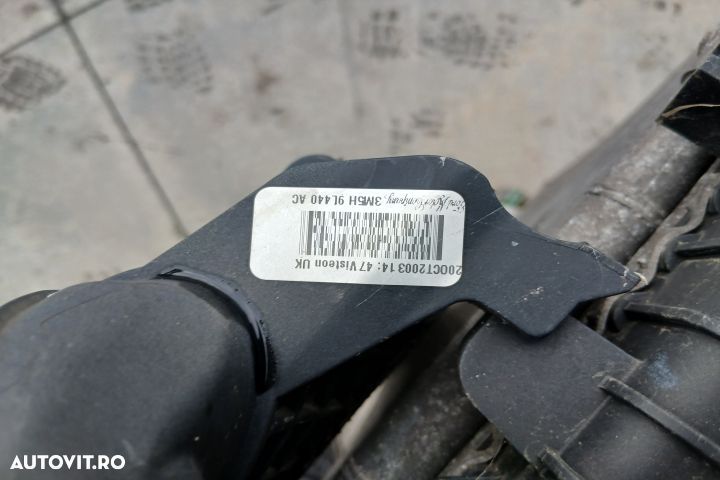 Ford Motor Company, 3M5H 9L440 AC
20OCT2003 14:47 Visteon UK
AUTOVIT.RO